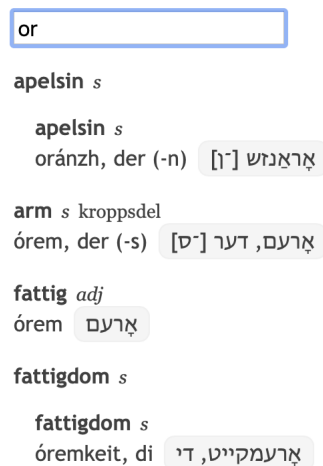 or
apelsin s
apelsin s
oránzh, der (-n) אָראַנזש [־ן]
arm s kroppsdel
órem, der (-s) אָרעם, דער [־ס]
fattig adj
órem אָרעם
fattigdom s
fattigdom s
óremkeit, di אָרעמקייט, די